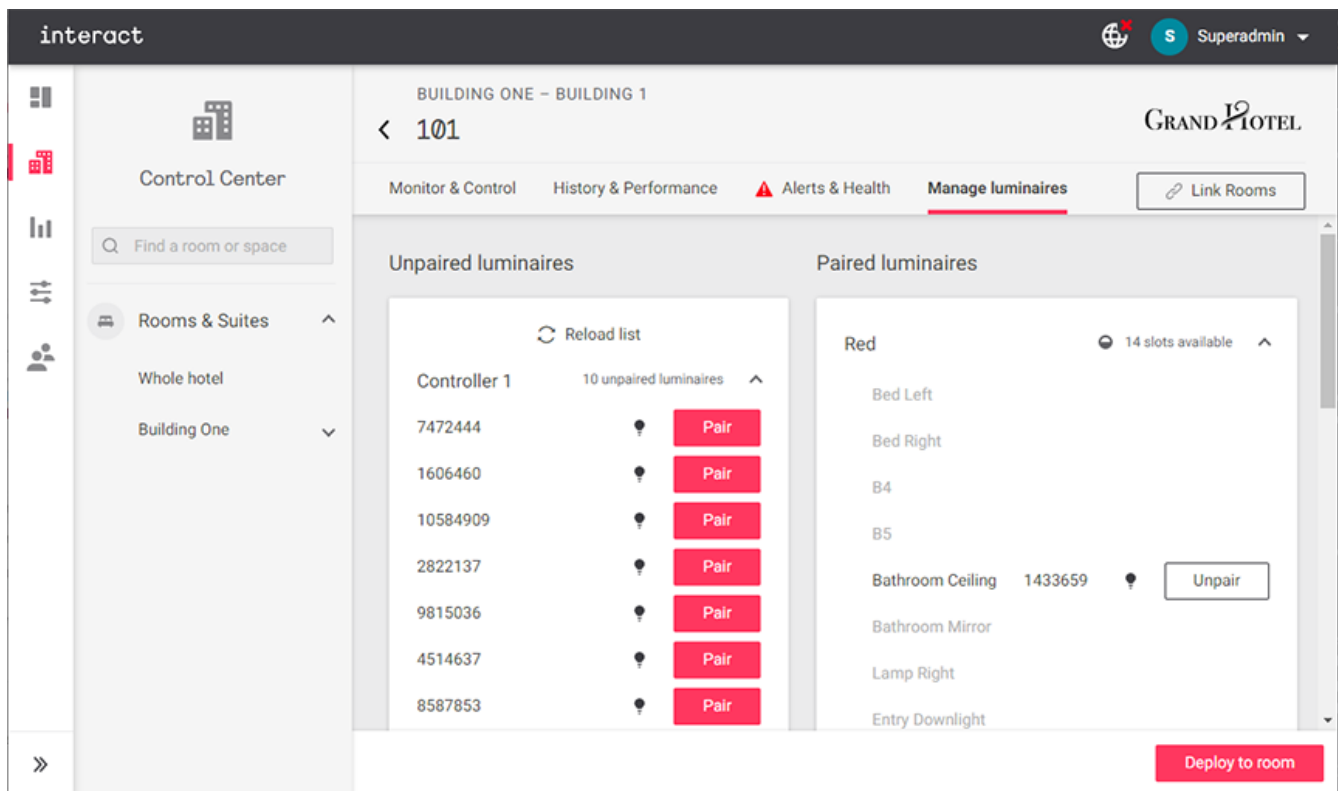 interact
S Superadmin
Control Center
Find a room or space
Rooms & Suites
Whole hotel
Building One
BUILDING ONE – BUILDING 1
101
GRAND HOTEL
Monitor & Control History & Performance Alerts & Health Manage luminaires Link Rooms
Unpaired luminaires
Reload list
Controller 1 10 unpaired luminaires
7472444 Pair
1606460 Pair
10584909 Pair
2822137 Pair
9815036 Pair
4514637 Pair
8587853 Pair
Paired luminaires
Red 14 slots available
Bed Left
Bed Right
B4
B5
Bathroom Ceiling 1433659 Unpair
Bathroom Mirror
Lamp Right
Entry Downlight
Deploy to room